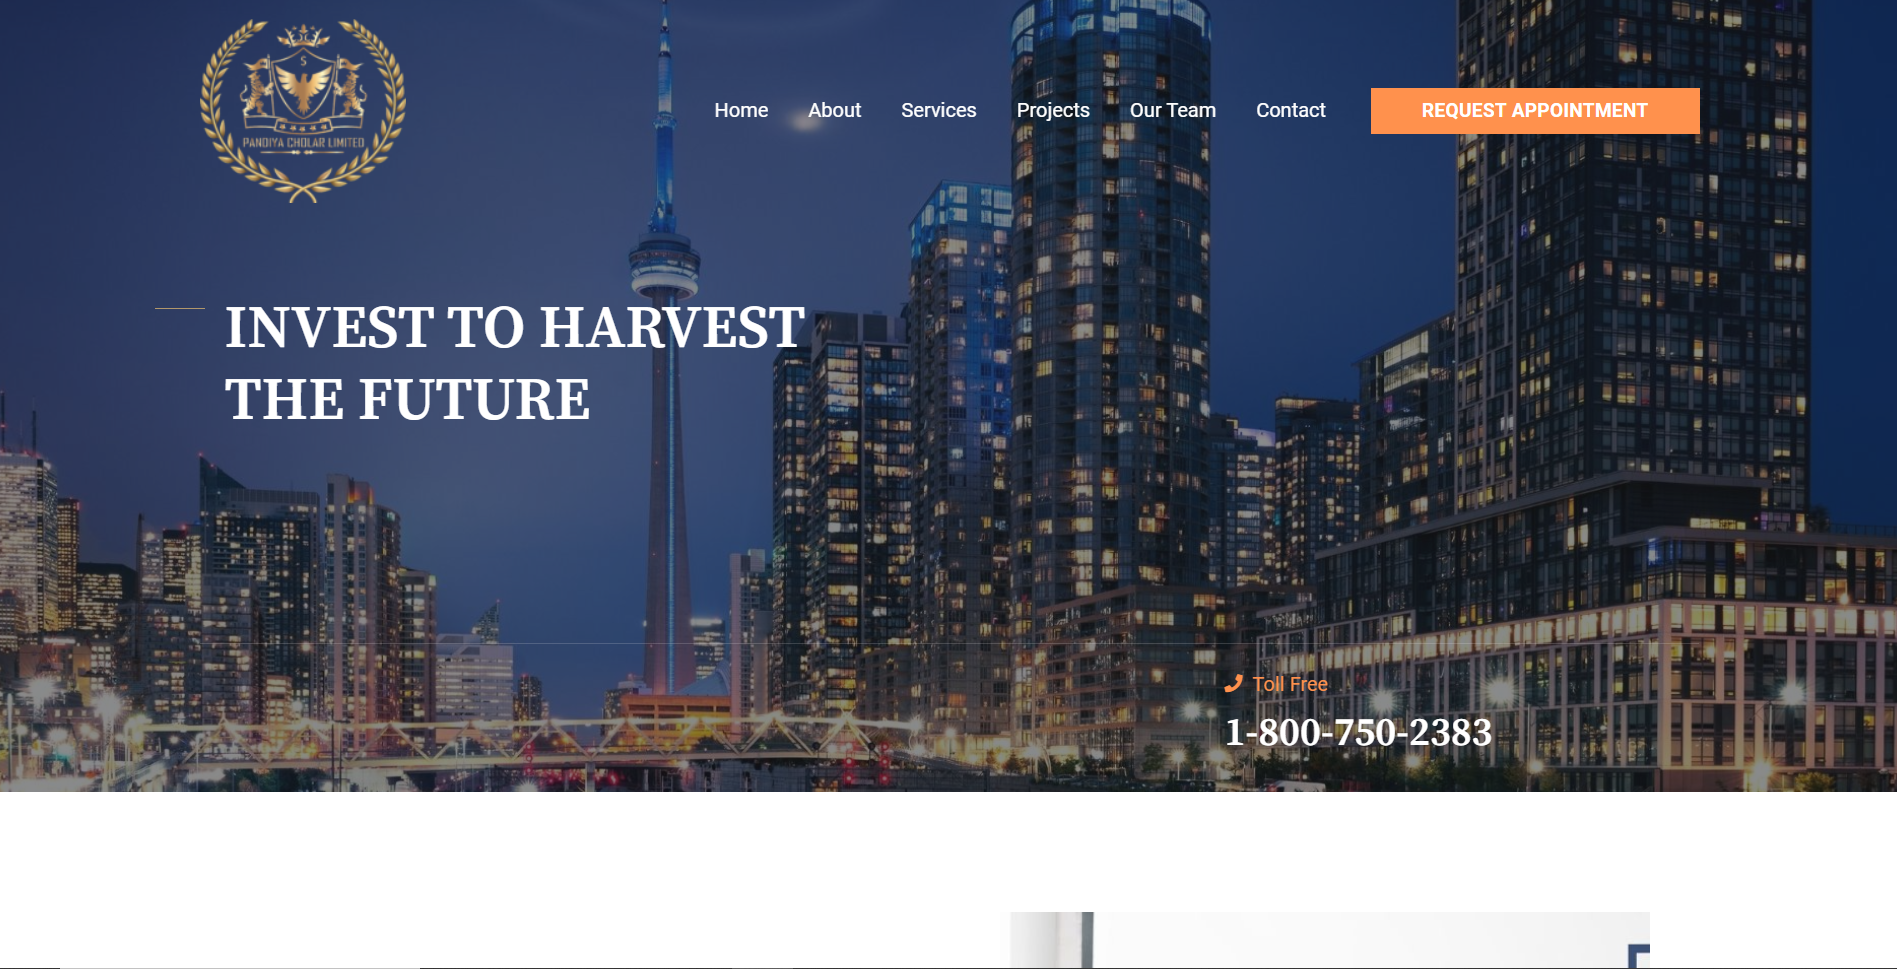 S
PANDIYA CHOLAR LIMITED
Home About Services Projects Our Team Contact REQUEST APPOINTMENT
INVEST TO HARVEST
THE FUTURE
Toll Free
1-800-750-2383